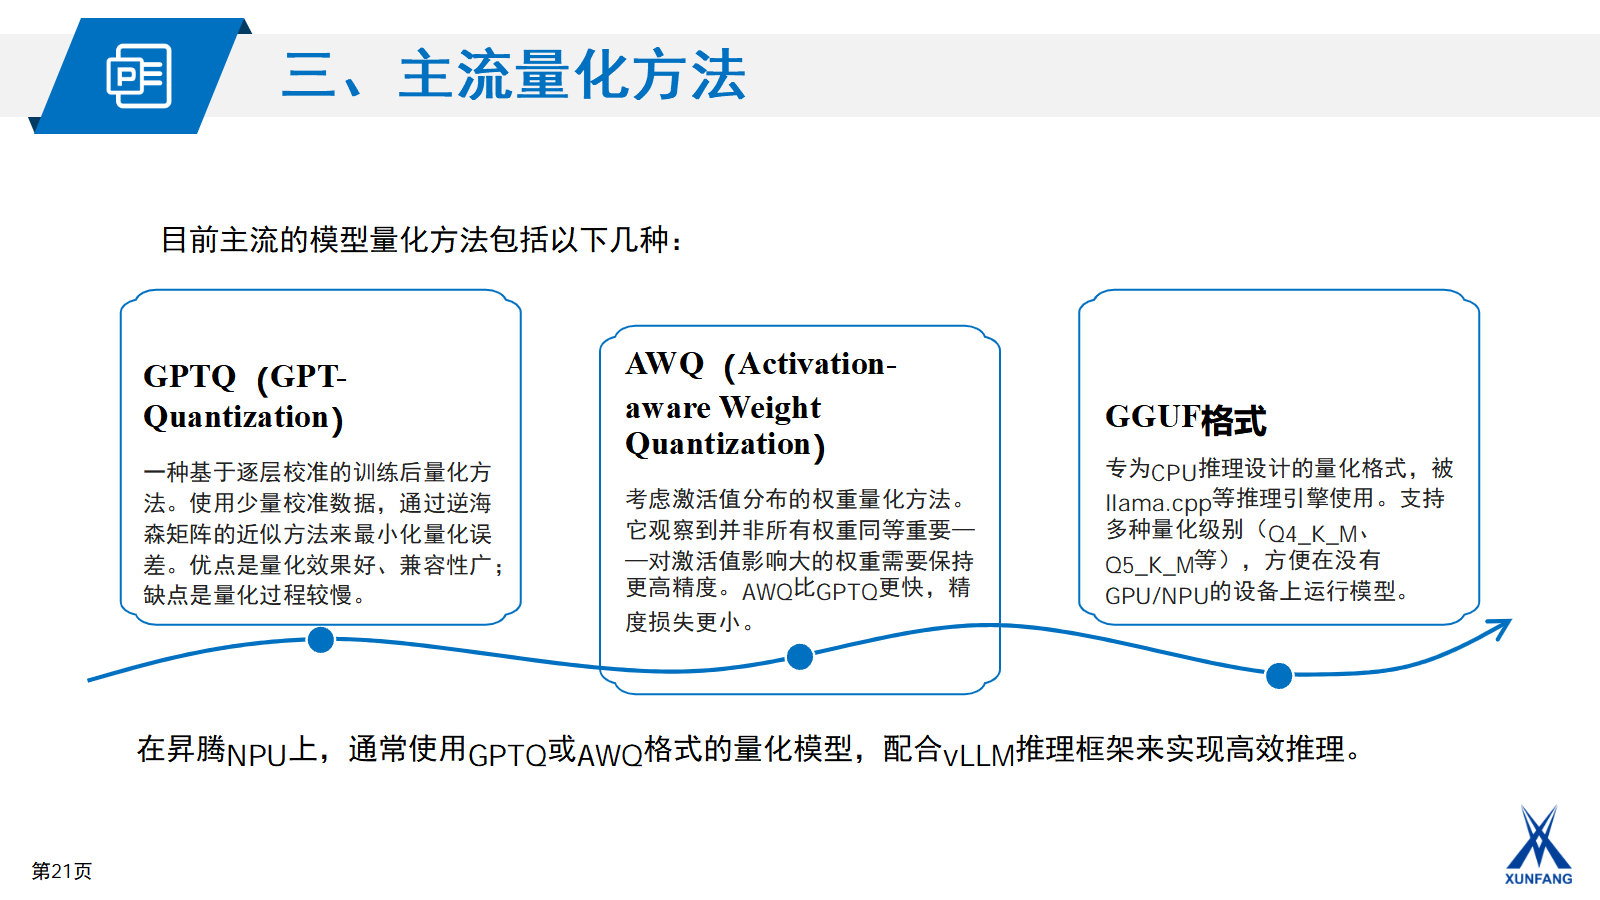 三、主流量化方法
目前主流的模型量化方法包括以下几种：
GPTQ（GPT-
Quantization）
一种基于逐层校准的训练后量化方
法。使用少量校准数据，通过逆海
森矩阵的近似方法来最小化量化误
差。优点是量化效果好、兼容性广；
缺点是量化过程较慢。
AWQ（Activation-
aware Weight
Quantization）
考虑激活值分布的权重量化方法。
它观察到并非所有权重同等重要—
—对激活值影响大的权重需要保持
更高精度。AWQ比GPTQ更快，精
度损失更小。
GGUF格式
专为CPU推理设计的量化格式，被
llama.cpp等推理引擎使用。支持
多种量化级别（Q4_K_M、
Q5_K_M等），方便在没有
GPU/NPU的设备上运行模型。
在昇腾NPU上，通常使用GPTQ或AWQ格式的量化模型，配合vLLM推理框架来实现高效推理。
第21页
XUNFANG